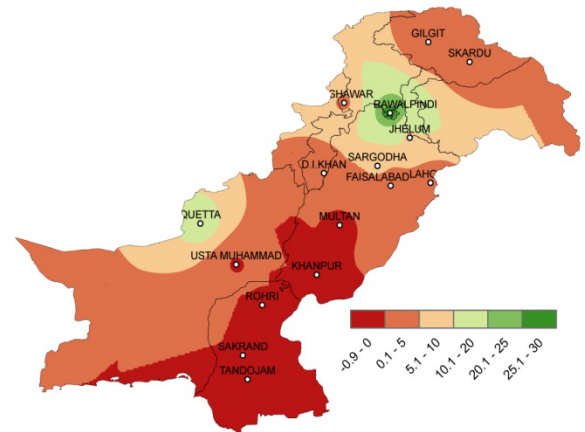 GILGIT
SKARDU
SHAWAR
RAWALPINDI
JHELUM
SARGODHA
D.I.KHAN
FAISALABAD
LAHO
QUETTA
MULTAN
USTA MUHAMMAD
KHANPUR
ROHRI
SAKRAND
TANDOJAM
-0.9 - 0
0.1 - 5
5.1 - 10
10.1 - 20
20.1 - 25
25.1 - 30